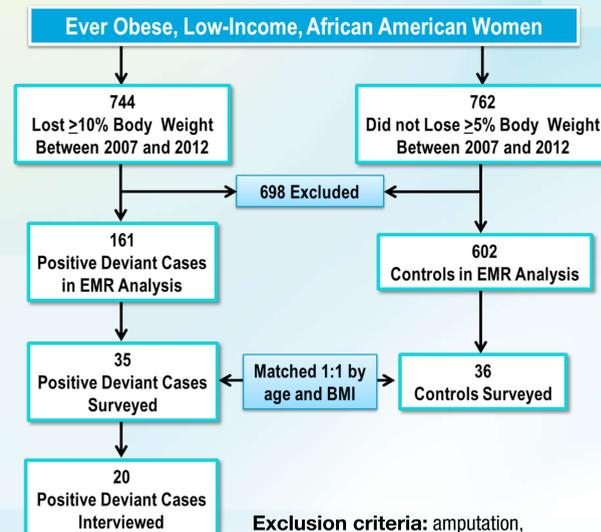 Ever Obese, Low-Income, African American Women
744
Lost ≥10% Body Weight
Between 2007 and 2012
762
Did not Lose ≥5% Body Weight
Between 2007 and 2012
698 Excluded
161
Positive Deviant Cases
in EMR Analysis
602
Controls in EMR Analysis
35
Positive Deviant Cases
Surveyed
Matched 1:1 by
age and BMI
36
Controls Surveyed
20
Positive Deviant Cases
Interviewed
Exclusion criteria: amputation,